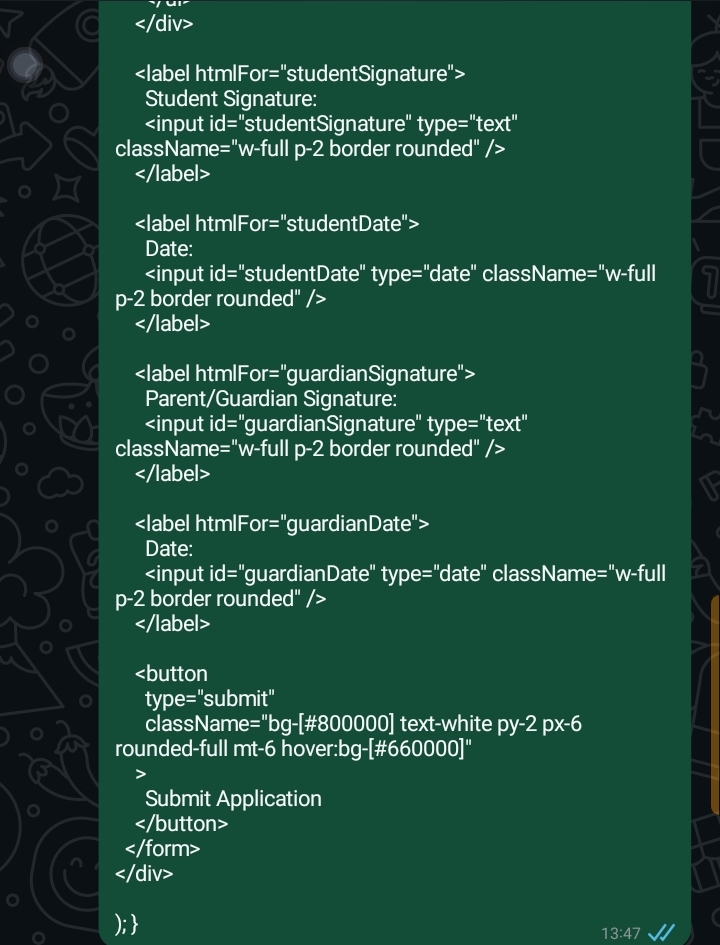 </ul>
</div>
<label htmlFor="studentSignature">
Student Signature:
<input id="studentSignature" type="text"
className="w-full p-2 border rounded" />
</label>
<label htmlFor="studentDate">
Date:
<input id="studentDate" type="date" className="w-full
p-2 border rounded" />
</label>
<label htmlFor="guardianSignature">
Parent/Guardian Signature:
<input id="guardianSignature" type="text"
className="w-full p-2 border rounded" />
</label>
<label htmlFor="guardianDate">
Date:
<input id="guardianDate" type="date" className="w-full
p-2 border rounded" />
</label>
<button
type="submit"
className="bg-[#800000] text-white py-2 px-6
rounded-full mt-6 hover:bg-[#660000]"
>
Submit Application
</button>
</form>
</div>
); }
13:47